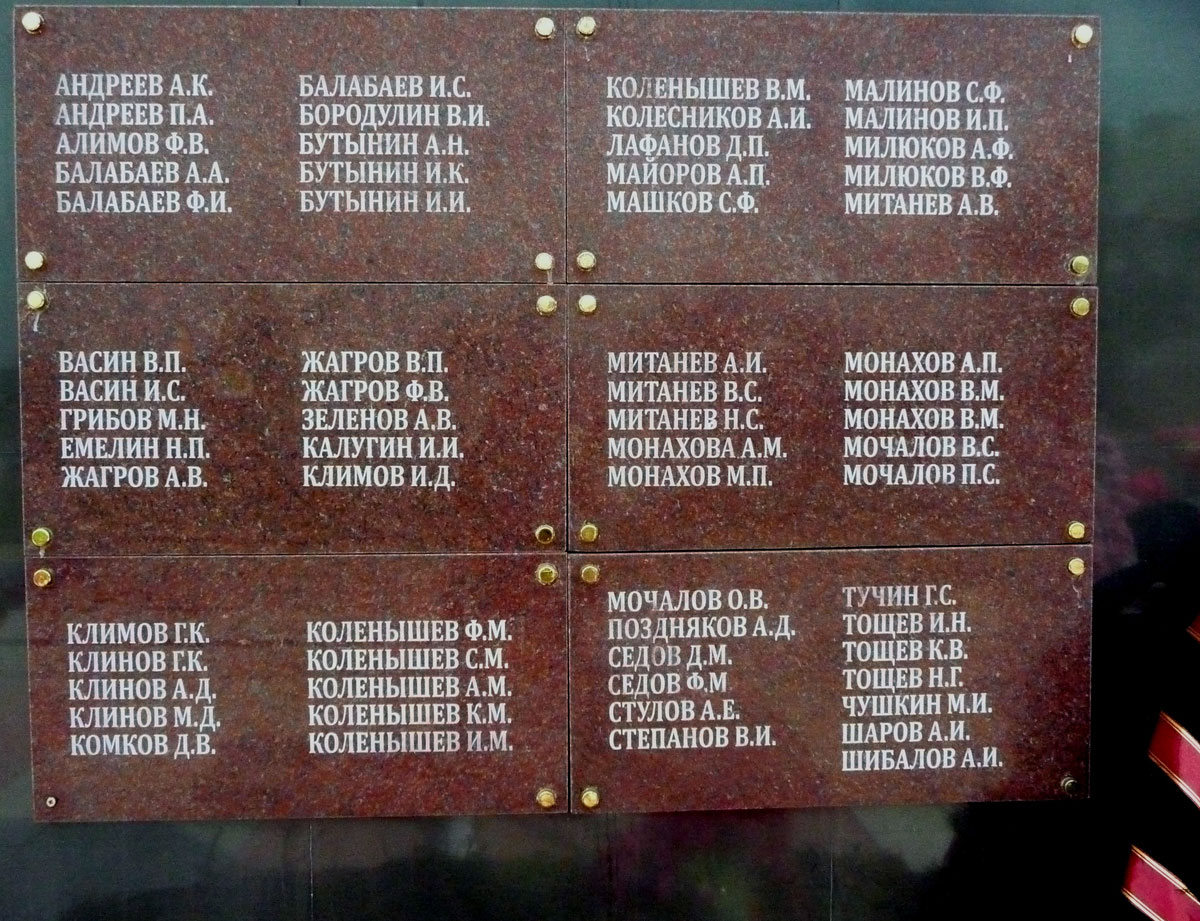 АНДРЕЕВ А.К.
АНДРЕЕВ П.А.
АЛИМОВ Ф.В.
БАЛАБАЕВ А.А.
БАЛАБАЕВ Ф.И.
БАЛАБАЕВ И.С.
БОРОДУЛИН В.И.
БУТЫНИН А.Н.
БУТЫНИН И.К.
БУТЫНИН И.И.
КОЛЕНЫШЕВ В.М.
КОЛЕСНИКОВ А.И.
ЛАФАНОВ Д.П.
МАЙОРОВ А.П.
МАШКОВ С.Ф.
МАЛИНОВ С.Ф.
МАЛИНОВ И.П.
МИЛЮКОВ А.Ф.
МИЛЮКОВ В.Ф.
МИТАНЕВ А.В.
ВАСИН В.П.
ВАСИН И.С.
ГРИБОВ М.Н.
ЕМЕЛИН Н.П.
ЖАГРОВ А.В.
ЖАГРОВ В.П.
ЖАГРОВ Ф.В.
ЗЕЛЕНОВ А.В.
КАЛУГИН И.И.
КЛИМОВ И.Д.
МИТАНЕВ А.И.
МИТАНЕВ В.С.
МИТАНЕВ Н.С.
МОНАХОВА А.М.
МОНАХОВ М.П.
МОНАХОВ А.П.
МОНАХОВ В.М.
МОНАХОВ В.М.
МОЧАЛОВ В.С.
МОЧАЛОВ П.С.
КЛИМОВ Г.К.
КЛИНОВ Г.К.
КЛИНОВ А.Д.
КЛИНОВ М.Д.
КОМКОВ Д.В.
КОЛЕНЫШЕВ Ф.М.
КОЛЕНЫШЕВ С.М.
КОЛЕНЫШЕВ А.М.
КОЛЕНЫШЕВ К.М.
КОЛЕНЫШЕВ И.М.
МОЧАЛОВ О.В.
ПОЗДНЯКОВ А.Д.
СЕДОВ Д.М.
СЕДОВ Ф.М
СТУЛОВ А.Е.
СТЕПАНОВ В.И.
ТУЧИН Г.С.
ТОЩЕВ И.Н.
ТОЩЕВ К.В.
ТОЩЕВ Н.Г.
ЧУШКИН М.И.
ШАРОВ А.И.
ШИБАЛОВ А.И.